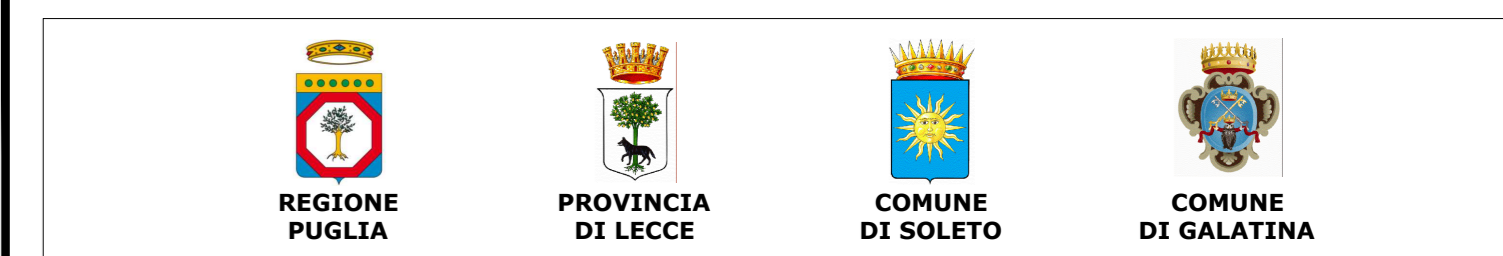 REGIONE
PUGLIA
PROVINCIA
DI LECCE
COMUNE
DI SOLETO
COMUNE
DI GALATINA